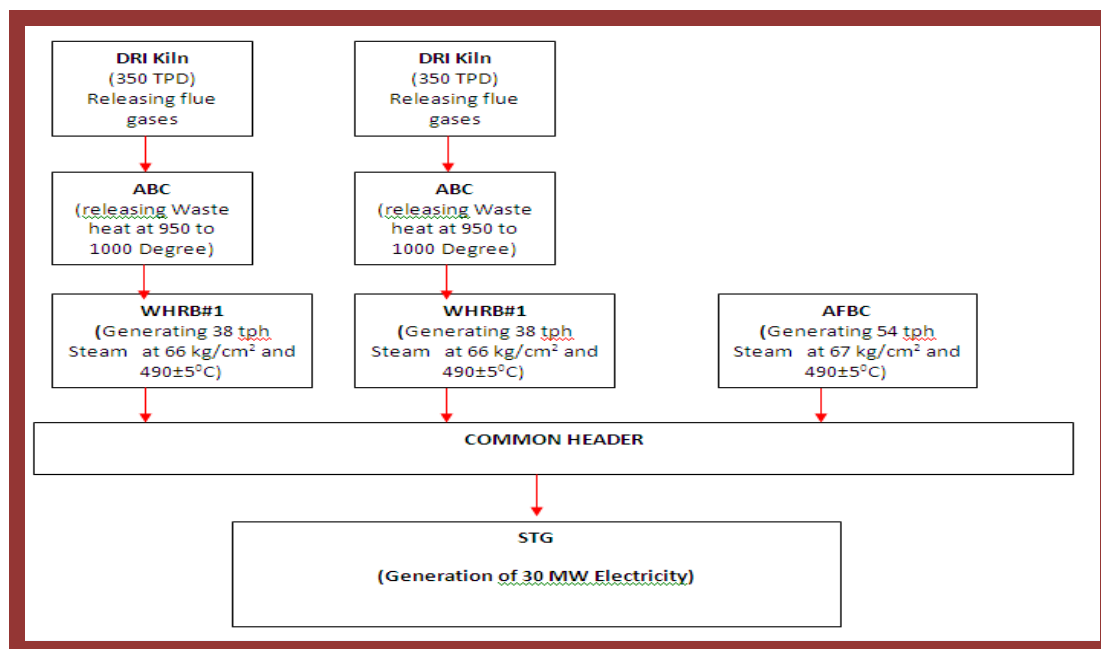 DRI Kiln
(350 TPD)
Releasing flue
gases
DRI Kiln
(350 TPD)
Releasing flue
gases
ABC
(releasing Waste
heat at 950 to
1000 Degree)
ABC
(releasing Waste
heat at 950 to
1000 Degree)
WHRB#1
(Generating 38 tph
Steam at 66 kg/cm² and
490±5⁰C)
WHRB#1
(Generating 38 tph
Steam at 66 kg/cm² and
490±5⁰C)
AFBC
(Generating 54 tph
Steam at 67 kg/cm² and
490±5⁰C)
COMMON HEADER
STG
(Generation of 30 MW Electricity)